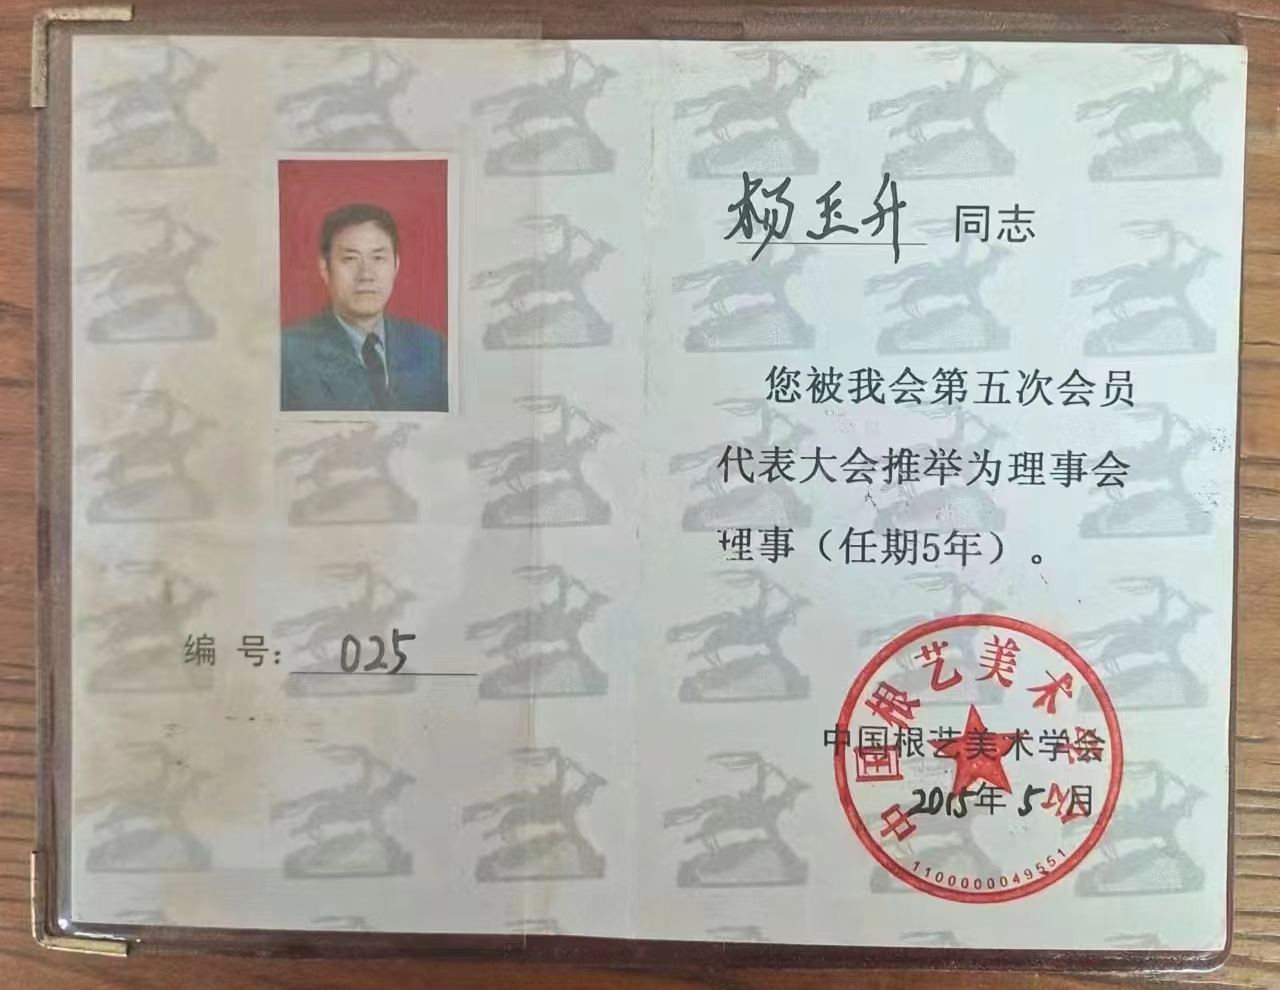 编 号: 025
杨玉升 同志
您被我会第五次会员
代表大会推举为理事会
理事（任期5年）。
中国根艺美术学会
2015年5月
中国根艺美术学会
1100000049551